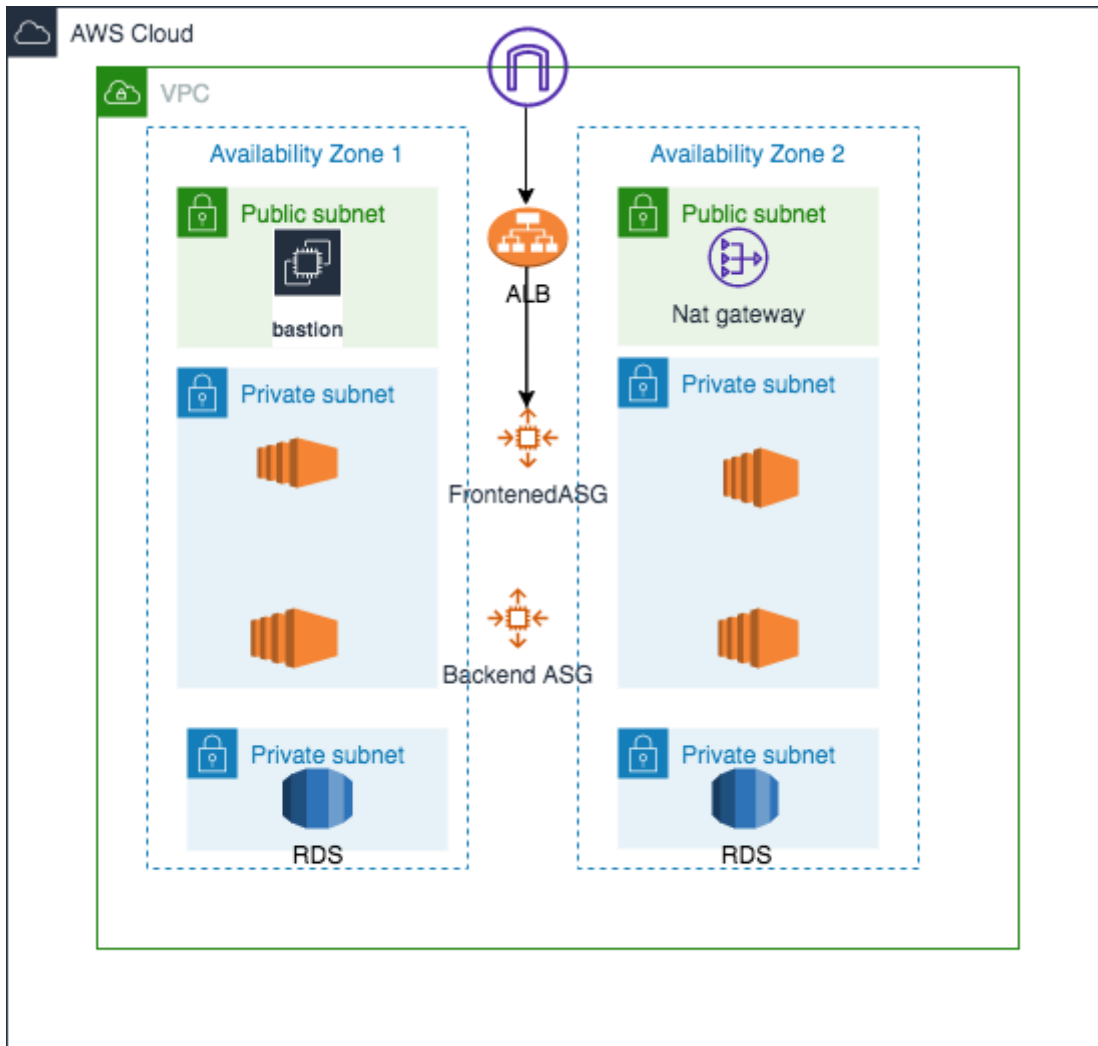 AWS Cloud
VPC
Availability Zone 1
Availability Zone 2
Public subnet
Public subnet
bastion
ALB
Nat gateway
Private subnet
Private subnet
FrontenedASG
Backend ASG
Private subnet
Private subnet
RDS
RDS